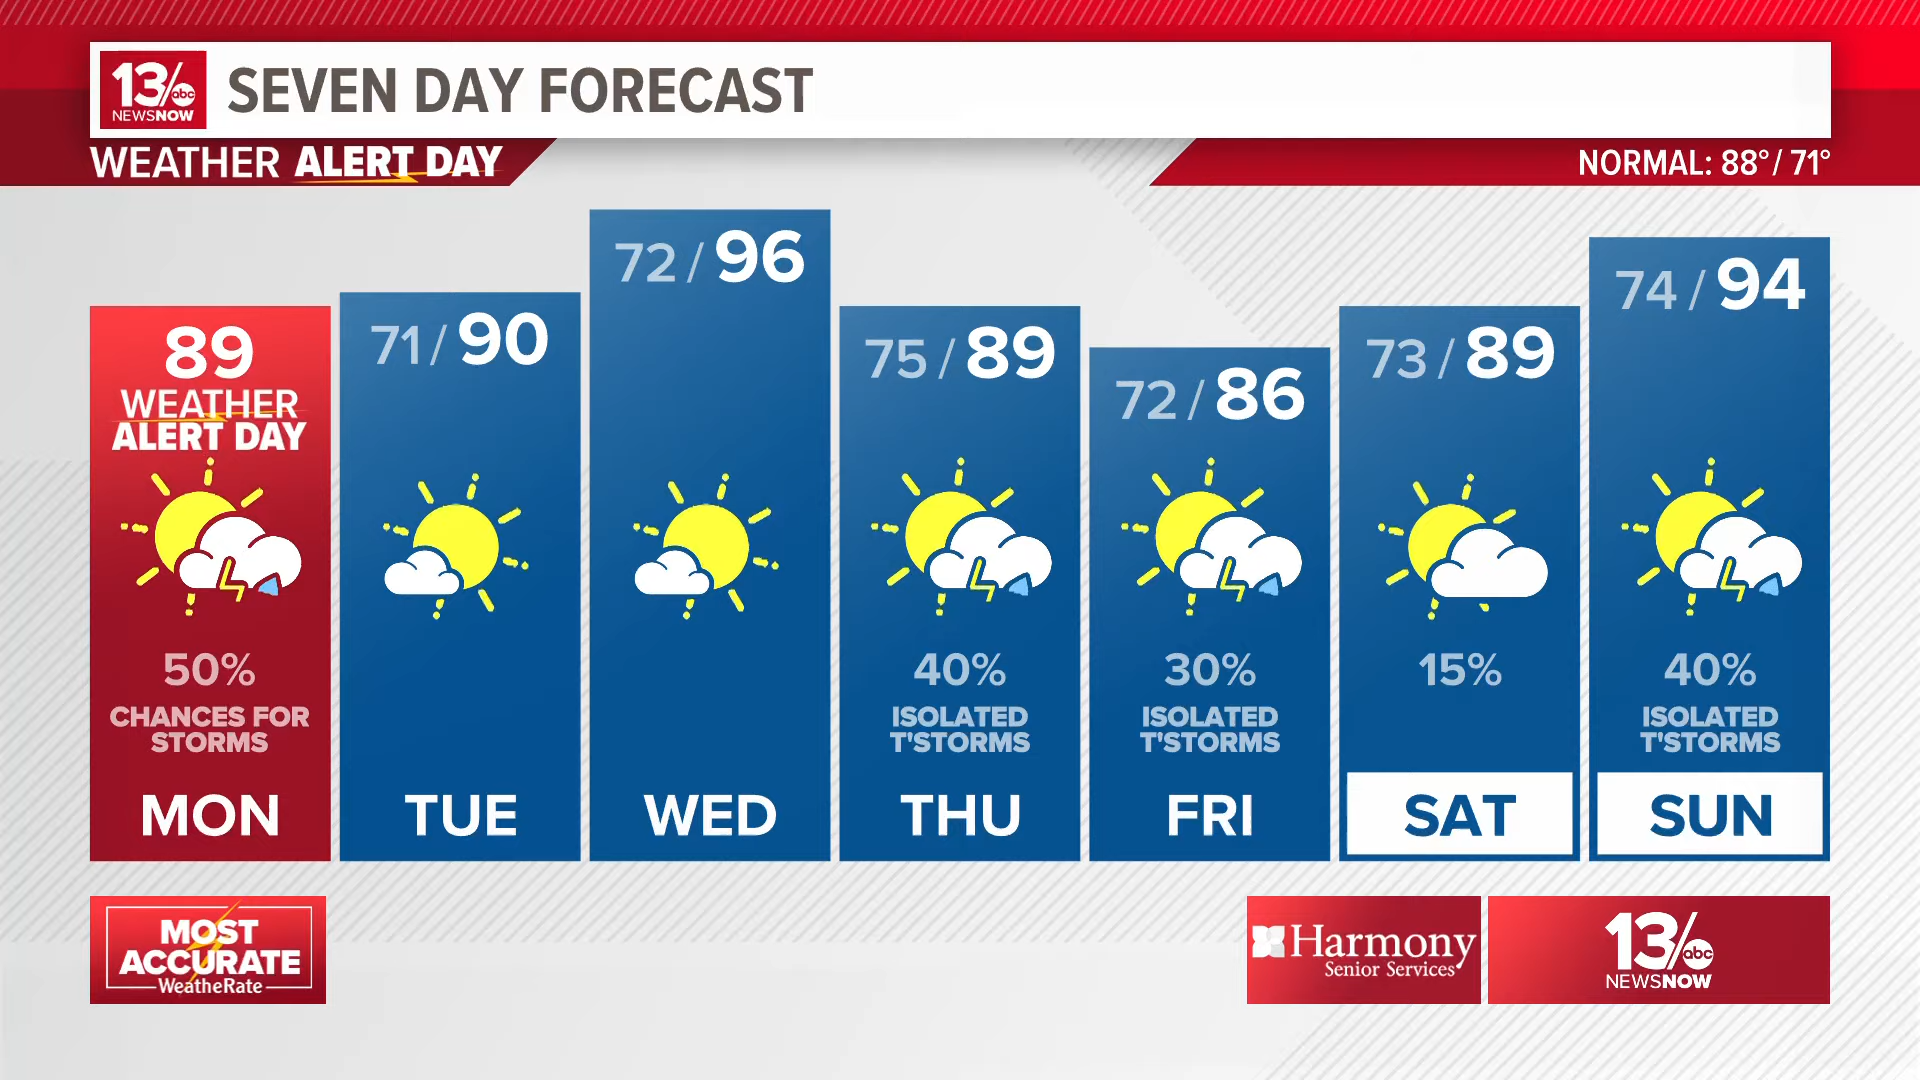 13 abc
NEWSNOW
SEVEN DAY FORECAST
WEATHER ALERT DAY
NORMAL: 88°/ 71°
89
WEATHER
ALERT DAY
50%
CHANCES FOR
STORMS
MON
71 / 90
TUE
72 / 96
WED
75 / 89
40%
ISOLATED
T'STORMS
THU
72 / 86
30%
ISOLATED
T'STORMS
FRI
73 / 89
15%
SAT
74 / 94
40%
ISOLATED
T'STORMS
SUN
MOST
ACCURATE
WeatheRate
Harmony
Senior Services
13 abc
NEWSNOW